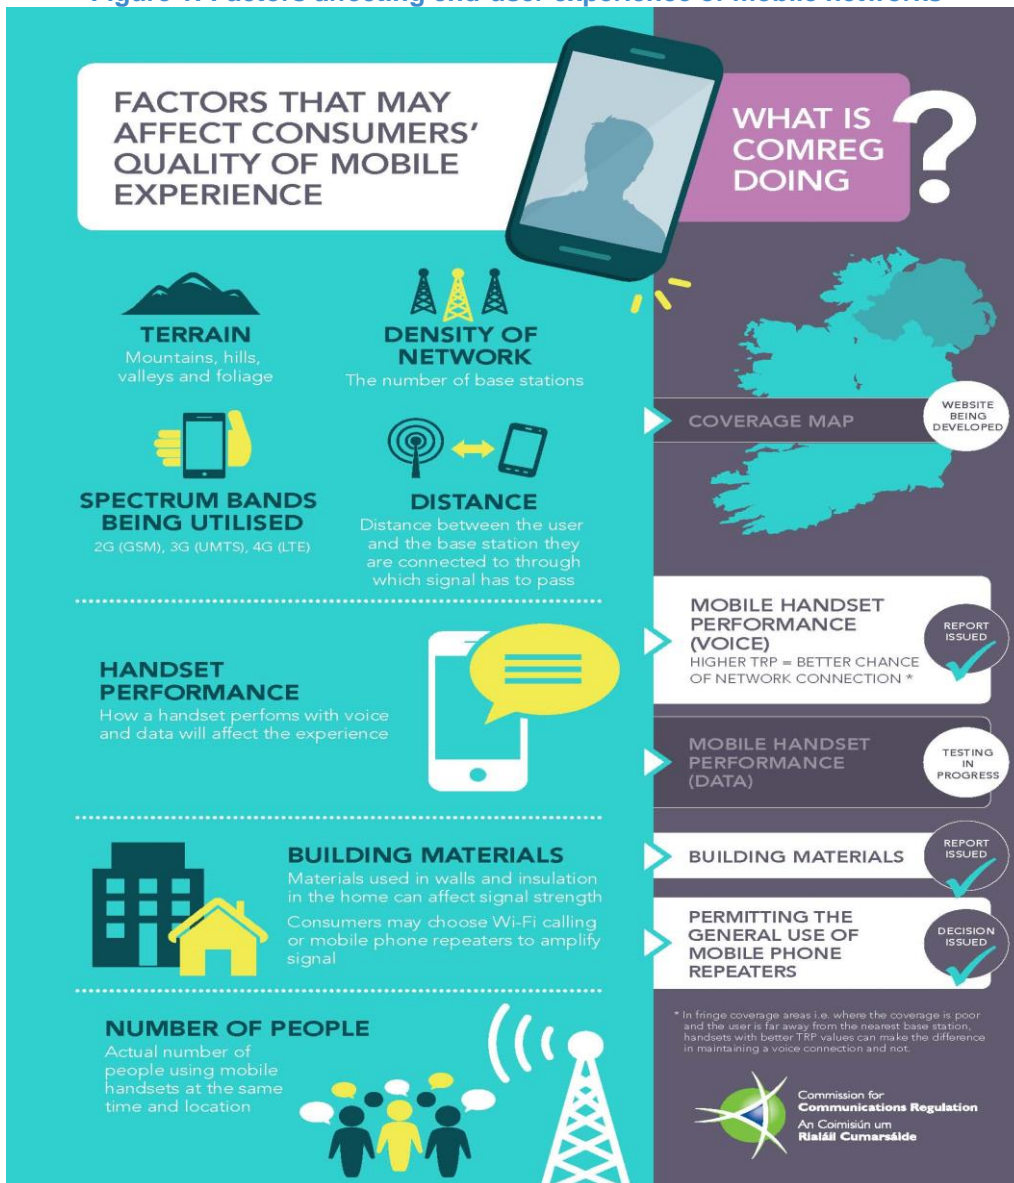 FACTORS THAT MAY
AFFECT CONSUMERS'
QUALITY OF MOBILE
EXPERIENCE
WHAT IS
COMREG
DOING
?
TERRAIN
Mountains, hills,
valleys and foliage
DENSITY OF
NETWORK
The number of base stations
SPECTRUM BANDS
BEING UTILISED
2G (GSM), 3G (UMTS), 4G (LTE)
DISTANCE
Distance between the user
and the base station they
are connected to through
which signal has to pass
COVERAGE MAP
WEBSITE
BEING
DEVELOPED
HANDSET
PERFORMANCE
How a handset perfoms with voice
and data will affect the experience
MOBILE HANDSET
PERFORMANCE
(VOICE)
HIGHER TRP = BETTER CHANCE
OF NETWORK CONNECTION *
REPORT
ISSUED
MOBILE HANDSET
PERFORMANCE
(DATA)
TESTING
IN
PROGRESS
BUILDING MATERIALS
Materials used in walls and insulation
in the home can affect signal strength
Consumers may choose Wi-Fi calling
or mobile phone repeaters to amplify
signal
BUILDING MATERIALS
REPORT
ISSUED
PERMITTING THE
GENERAL USE OF
MOBILE PHONE
REPEATERS
DECISION
ISSUED
NUMBER OF PEOPLE
Actual number of
people using mobile
handsets at the same
time and location
* In fringe coverage areas i.e. where the coverage is poor
and the user is far away from the nearest base station,
handsets with better TRP values can make the difference
in maintaining a voice connection and not.
Commission for
Communications Regulation
An Coimisiún um
Rialáil Cumarsáide